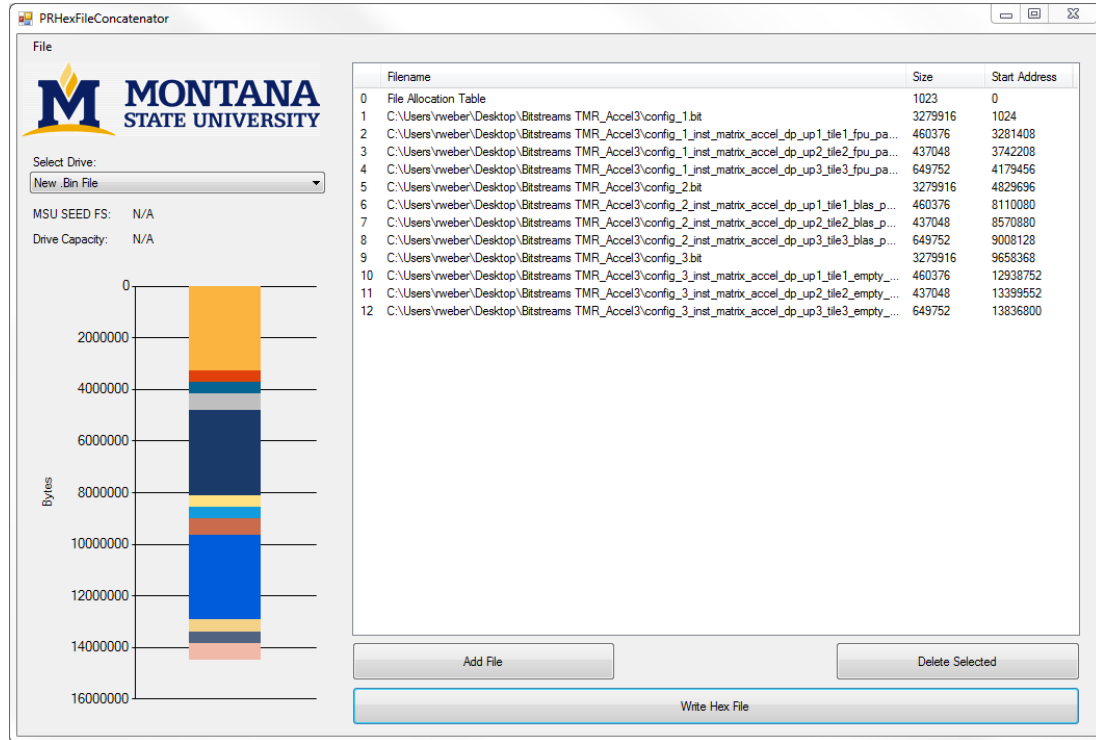 PRHexFileConcatenator
File
MONTANA
STATE UNIVERSITY
Select Drive:
New .Bin File
MSU SEED FS: N/A
Drive Capacity: N/A
0
2000000
4000000
6000000
8000000
10000000
12000000
14000000
16000000
Bytes
Filename Size Start Address
0 File Allocation Table 1023 0
1 C:\Users\rweber\Desktop\Bitstreams TMR_Accel3\config_1.bit 3279916 1024
2 C:\Users\rweber\Desktop\Bitstreams TMR_Accel3\config_1_inst_matrix_accel_dp_up1_tile1_fpu_pa... 460376 3281408
3 C:\Users\rweber\Desktop\Bitstreams TMR_Accel3\config_1_inst_matrix_accel_dp_up2_tile2_fpu_pa... 437048 3742208
4 C:\Users\rweber\Desktop\Bitstreams TMR_Accel3\config_1_inst_matrix_accel_dp_up3_tile3_fpu_pa... 649752 4179456
5 C:\Users\rweber\Desktop\Bitstreams TMR_Accel3\config_2.bit 3279916 4829696
6 C:\Users\rweber\Desktop\Bitstreams TMR_Accel3\config_2_inst_matrix_accel_dp_up1_tile1_blas_p... 460376 8110080
7 C:\Users\rweber\Desktop\Bitstreams TMR_Accel3\config_2_inst_matrix_accel_dp_up2_tile2_blas_p... 437048 8570880
8 C:\Users\rweber\Desktop\Bitstreams TMR_Accel3\config_2_inst_matrix_accel_dp_up3_tile3_blas_p... 649752 9008128
9 C:\Users\rweber\Desktop\Bitstreams TMR_Accel3\config_3.bit 3279916 9658368
10 C:\Users\rweber\Desktop\Bitstreams TMR_Accel3\config_3_inst_matrix_accel_dp_up1_tile1_empty_... 460376 12938752
11 C:\Users\rweber\Desktop\Bitstreams TMR_Accel3\config_3_inst_matrix_accel_dp_up2_tile2_empty_... 437048 13399552
12 C:\Users\rweber\Desktop\Bitstreams TMR_Accel3\config_3_inst_matrix_accel_dp_up3_tile3_empty_... 649752 13836800
Add File
Delete Selected
Write Hex File